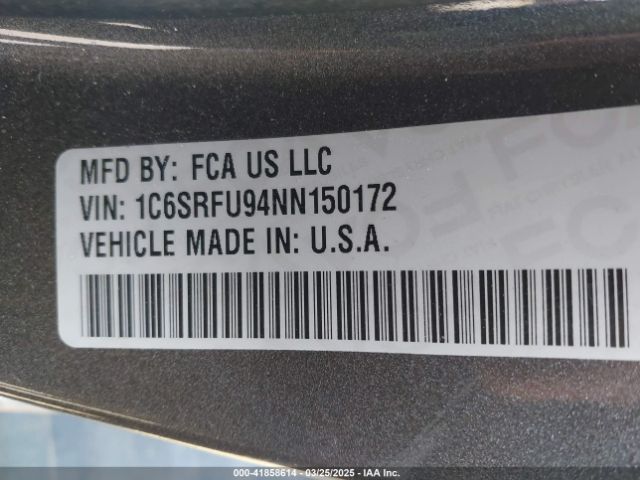 MFD BY: FCA US LLC
VIN: 1C6SRFU94NN150172
VEHICLE MADE IN: U.S.A.
000-41858614 - 03/25/2025 - IAA Inc.